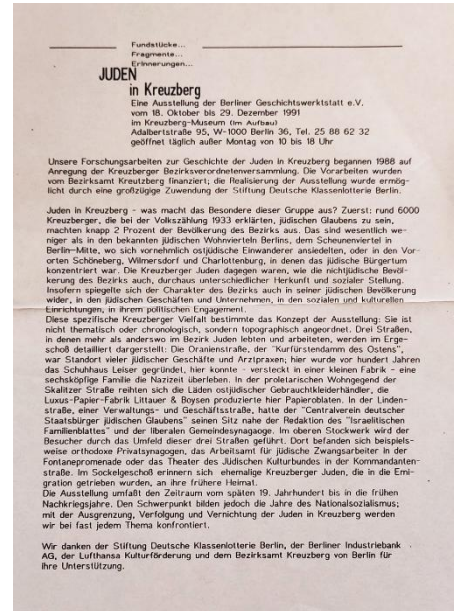 Fundstücke...
Fragmente...
Erinnerungen...
JUDEN
in Kreuzberg
Eine Ausstellung der Berliner Geschichtswerkstatt e.V.
vom 18. Oktober bis 29. Dezember 1991
im Kreuzberg-Museum (im Aufbau)
Adalbertstraße 95, W-1000 Berlin 36, Tel. 25 88 62 32
geöffnet täglich außer Montag von 10 bis 18 Uhr
Unsere Forschungsarbeiten zur Geschichte der Juden in Kreuzberg begannen 1988 auf
Anregung der Kreuzberger Bezirksverordnetenversammlung. Die Vorarbeiten wurden
vom Bezirksamt Kreuzberg finanziert; die Realisierung der Ausstellung wurde ermög-
licht durch eine großzügige Zuwendung der Stiftung Deutsche Klassenlotterie Berlin.
Juden in Kreuzberg - was macht das Besondere dieser Gruppe aus? Zuerst: rund 6000
Kreuzberger, die bei der Volkszählung 1933 erklärten, jüdischen Glaubens zu sein,
machten knapp 2 Prozent der Bevölkerung des Bezirks aus. Das sind wesentlich we-
niger als in den bekannten jüdischen Wohnvierteln Berlins, dem Scheunenviertel in
Berlin-Mitte, wo sich vornehmlich ostjüdische Einwanderer ansiedelten, oder in den Vor-
orten Schöneberg, Wilmersdorf und Charlottenburg, in denen das jüdische Bürgertum
konzentriert war. Die Kreuzberger Juden dagegen waren, wie die nichtjüdische Bevöl-
kerung des Bezirks auch, durchaus unterschiedlicher Herkunft und sozialer Stellung.
Insofern spiegelte sich der Charakter des Bezirks auch in seiner jüdischen Bevölkerung
wider, in den jüdischen Geschäften und Unternehmen, in den sozialen und kulturellen
Einrichtungen, in ihrem politischen Engagement.
Diese spezifische Kreuzberger Vielfalt bestimmte das Konzept der Ausstellung: Sie ist
nicht thematisch oder chronologisch, sondern topographisch angeordnet. Drei Straßen,
in denen mehr als anderswo im Bezirk Juden lebten und arbeiteten, werden im Erge-
schoß detailliert dargestellt: Die Oranienstraße, der "Kurfürstendamm des Ostens",
war Standort vieler jüdischer Geschäfte und Arztpraxen; hier wurde vor hundert Jahren
das Schuhhaus Leiser gegründet, hier konnte - versteckt in einer kleinen Fabrik - eine
sechsköpfige Familie die Nazizeit überleben. In der proletarischen Wohngegend der
Skalitzer Straße reihten sich die Läden ostjüdischer Gebrauchtkleiderhändler, die
Luxus-Papier-Fabrik Littauer & Boysen produzierte hier Papieroblaten. In der Linden-
straße, einer Verwaltungs- und Geschäftsstraße, hatte der "Centralverein deutscher
Staatsbürger jüdischen Glaubens" seinen Sitz nahe der Redaktion des "Israelitischen
Familienblattes" und der liberalen Gemeindesynagoge. Im oberen Stockwerk wird der
Besucher durch das Umfeld dieser drei Straßen geführt. Dort befanden sich beispiels-
weise orthodoxe Privatsynagogen, das Arbeitsamt für jüdische Zwangsarbeiter in der
Fontanepromenade oder das Theater des Jüdischen Kulturbundes in der Kommandanten-
straße. Im Sockelgeschoß erinnern sich ehemalige Kreuzberger Juden, die in die Emi-
gration getrieben wurden, an ihre frühere Heimat.
Die Ausstellung umfaßt den Zeitraum vom späten 19. Jahrhundert bis in die frühen
Nachkriegsjahre. Den Schwerpunkt bilden jedoch die Jahre des Nationalsozialismus;
mit der Ausgrenzung, Verfolgung und Vernichtung der Juden in Kreuzberg werden
wir bei fast jedem Thema konfrontiert.
Wir danken der Stiftung Deutsche Klassenlotterie Berlin, der Berliner Industriebank
AG, der Lufthansa Kulturförderung und dem Bezirksamt Kreuzberg von Berlin für
ihre Unterstützung.